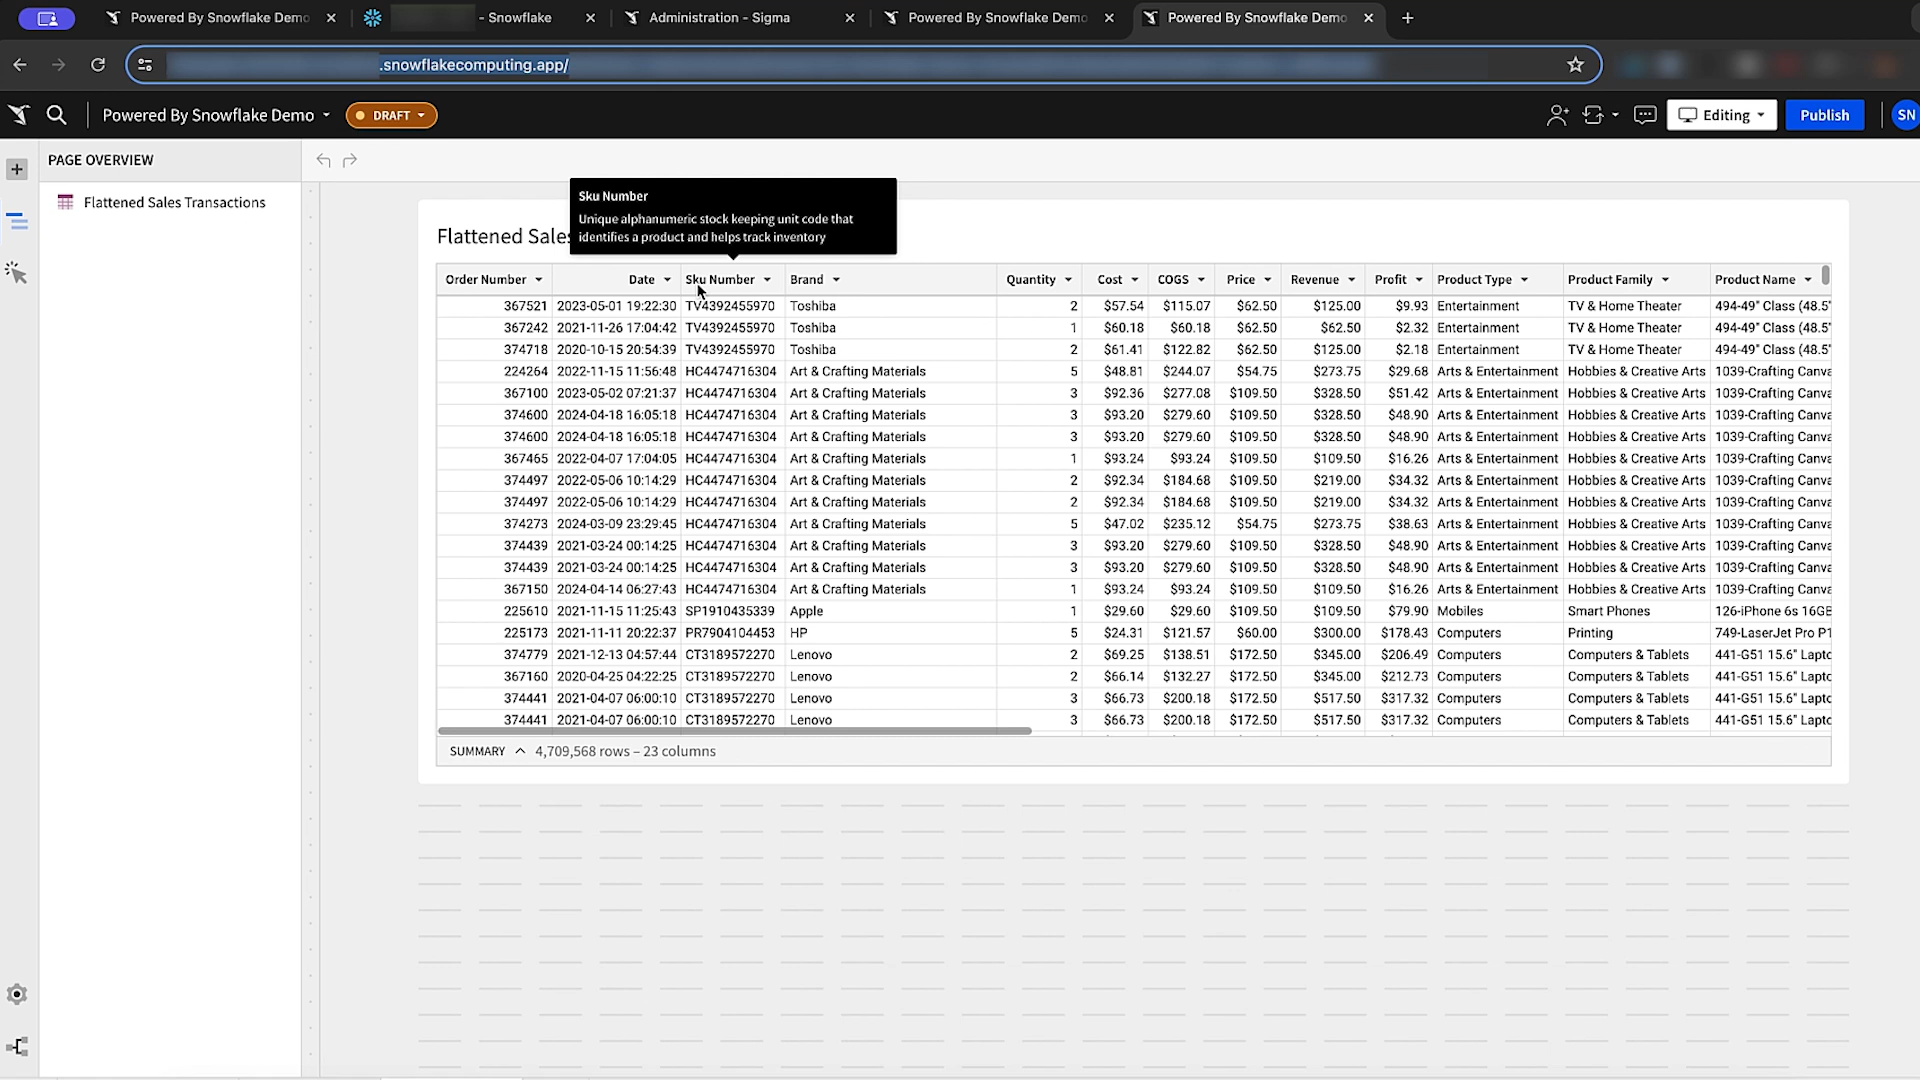 Powered By Snowflake Demo
- Snowflake
Administration - Sigma
Powered By Snowflake Demo
Powered By Snowflake Demo
.snowflakecomputing.app/
Powered By Snowflake Demo
DRAFT
Editing
Publish
SN
PAGE OVERVIEW
Flattened Sales Transactions
Sku Number
Unique alphanumeric stock keeping unit code that
identifies a product and helps track inventory
Flattened Sales
Order Number Date Sku Number Brand Quantity Cost COGS Price Revenue Profit Product Type Product Family Product Name
367521 2023-05-01 19:22:30 TV4392455970 Toshiba 2 $57.54 $115.07 $62.50 $125.00 $9.93 Entertainment TV & Home Theater 494-49" Class (48.5"
367242 2021-11-26 17:04:42 TV4392455970 Toshiba 1 $60.18 $60.18 $62.50 $62.50 $2.32 Entertainment TV & Home Theater 494-49" Class (48.5"
374718 2020-10-15 20:54:39 TV4392455970 Toshiba 2 $61.41 $122.82 $62.50 $125.00 $2.18 Entertainment TV & Home Theater 494-49" Class (48.5"
224264 2022-11-15 11:56:48 HC4474716304 Art & Crafting Materials 5 $48.81 $244.07 $54.75 $273.75 $29.68 Arts & Entertainment Hobbies & Creative Arts 1039-Crafting Canva
367100 2023-05-02 07:21:37 HC4474716304 Art & Crafting Materials 3 $92.36 $277.08 $109.50 $328.50 $51.42 Arts & Entertainment Hobbies & Creative Arts 1039-Crafting Canva
374600 2024-04-18 16:05:18 HC4474716304 Art & Crafting Materials 3 $93.20 $279.60 $109.50 $328.50 $48.90 Arts & Entertainment Hobbies & Creative Arts 1039-Crafting Canva
374600 2024-04-18 16:05:18 HC4474716304 Art & Crafting Materials 3 $93.20 $279.60 $109.50 $328.50 $48.90 Arts & Entertainment Hobbies & Creative Arts 1039-Crafting Canva
367465 2022-04-07 17:04:05 HC4474716304 Art & Crafting Materials 1 $93.24 $93.24 $109.50 $109.50 $16.26 Arts & Entertainment Hobbies & Creative Arts 1039-Crafting Canva
374497 2022-05-06 10:14:29 HC4474716304 Art & Crafting Materials 2 $92.34 $184.68 $109.50 $219.00 $34.32 Arts & Entertainment Hobbies & Creative Arts 1039-Crafting Canva
374497 2022-05-06 10:14:29 HC4474716304 Art & Crafting Materials 2 $92.34 $184.68 $109.50 $219.00 $34.32 Arts & Entertainment Hobbies & Creative Arts 1039-Crafting Canva
374273 2024-03-09 23:29:45 HC4474716304 Art & Crafting Materials 5 $47.02 $235.12 $54.75 $273.75 $38.63 Arts & Entertainment Hobbies & Creative Arts 1039-Crafting Canva
374439 2021-03-24 00:14:25 HC4474716304 Art & Crafting Materials 3 $93.20 $279.60 $109.50 $328.50 $48.90 Arts & Entertainment Hobbies & Creative Arts 1039-Crafting Canva
374439 2021-03-24 00:14:25 HC4474716304 Art & Crafting Materials 3 $93.20 $279.60 $109.50 $328.50 $48.90 Arts & Entertainment Hobbies & Creative Arts 1039-Crafting Canva
367150 2024-04-14 06:27:43 HC4474716304 Art & Crafting Materials 1 $93.24 $93.24 $109.50 $109.50 $16.26 Arts & Entertainment Hobbies & Creative Arts 1039-Crafting Canva
225610 2021-11-15 11:25:43 SP1910435339 Apple 1 $29.60 $29.60 $109.50 $109.50 $79.90 Mobiles Smart Phones 126-iPhone 6s 16GB
225173 2021-11-11 20:22:37 PR7904104453 HP 5 $24.31 $121.57 $60.00 $300.00 $178.43 Computers Printing 749-LaserJet Pro P1
374779 2021-12-13 04:57:44 CT3189572270 Lenovo 2 $69.25 $138.51 $172.50 $345.00 $206.49 Computers Computers & Tablets 441-G51 15.6" Lapto
367160 2020-04-25 04:22:25 CT3189572270 Lenovo 2 $66.14 $132.27 $172.50 $345.00 $212.73 Computers Computers & Tablets 441-G51 15.6" Lapto
374441 2021-04-07 06:00:10 CT3189572270 Lenovo 3 $66.73 $200.18 $172.50 $517.50 $317.32 Computers Computers & Tablets 441-G51 15.6" Lapto
374441 2021-04-07 06:00:10 CT3189572270 Lenovo 3 $66.73 $200.18 $172.50 $517.50 $317.32 Computers Computers & Tablets 441-G51 15.6" Lapto
SUMMARY 4,709,568 rows – 23 columns